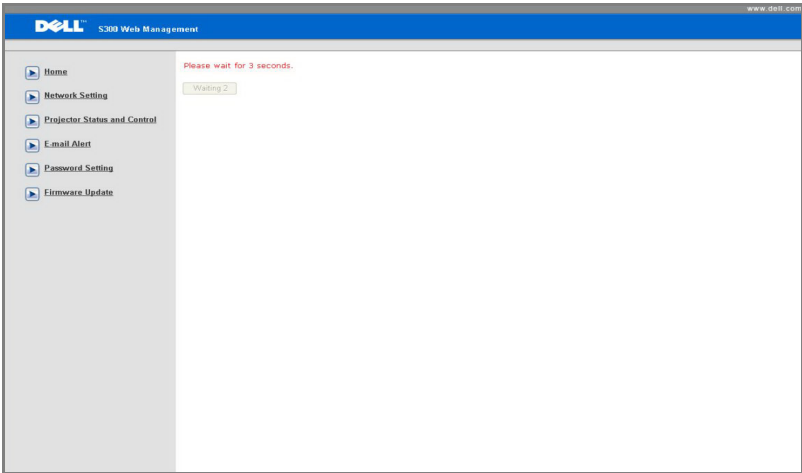 www.dell.com
DELL™ S300 Web Management
Home
Network Setting
Projector Status and Control
E-mail Alert
Password Setting
Firmware Update
Please wait for 3 seconds.
Waiting 2